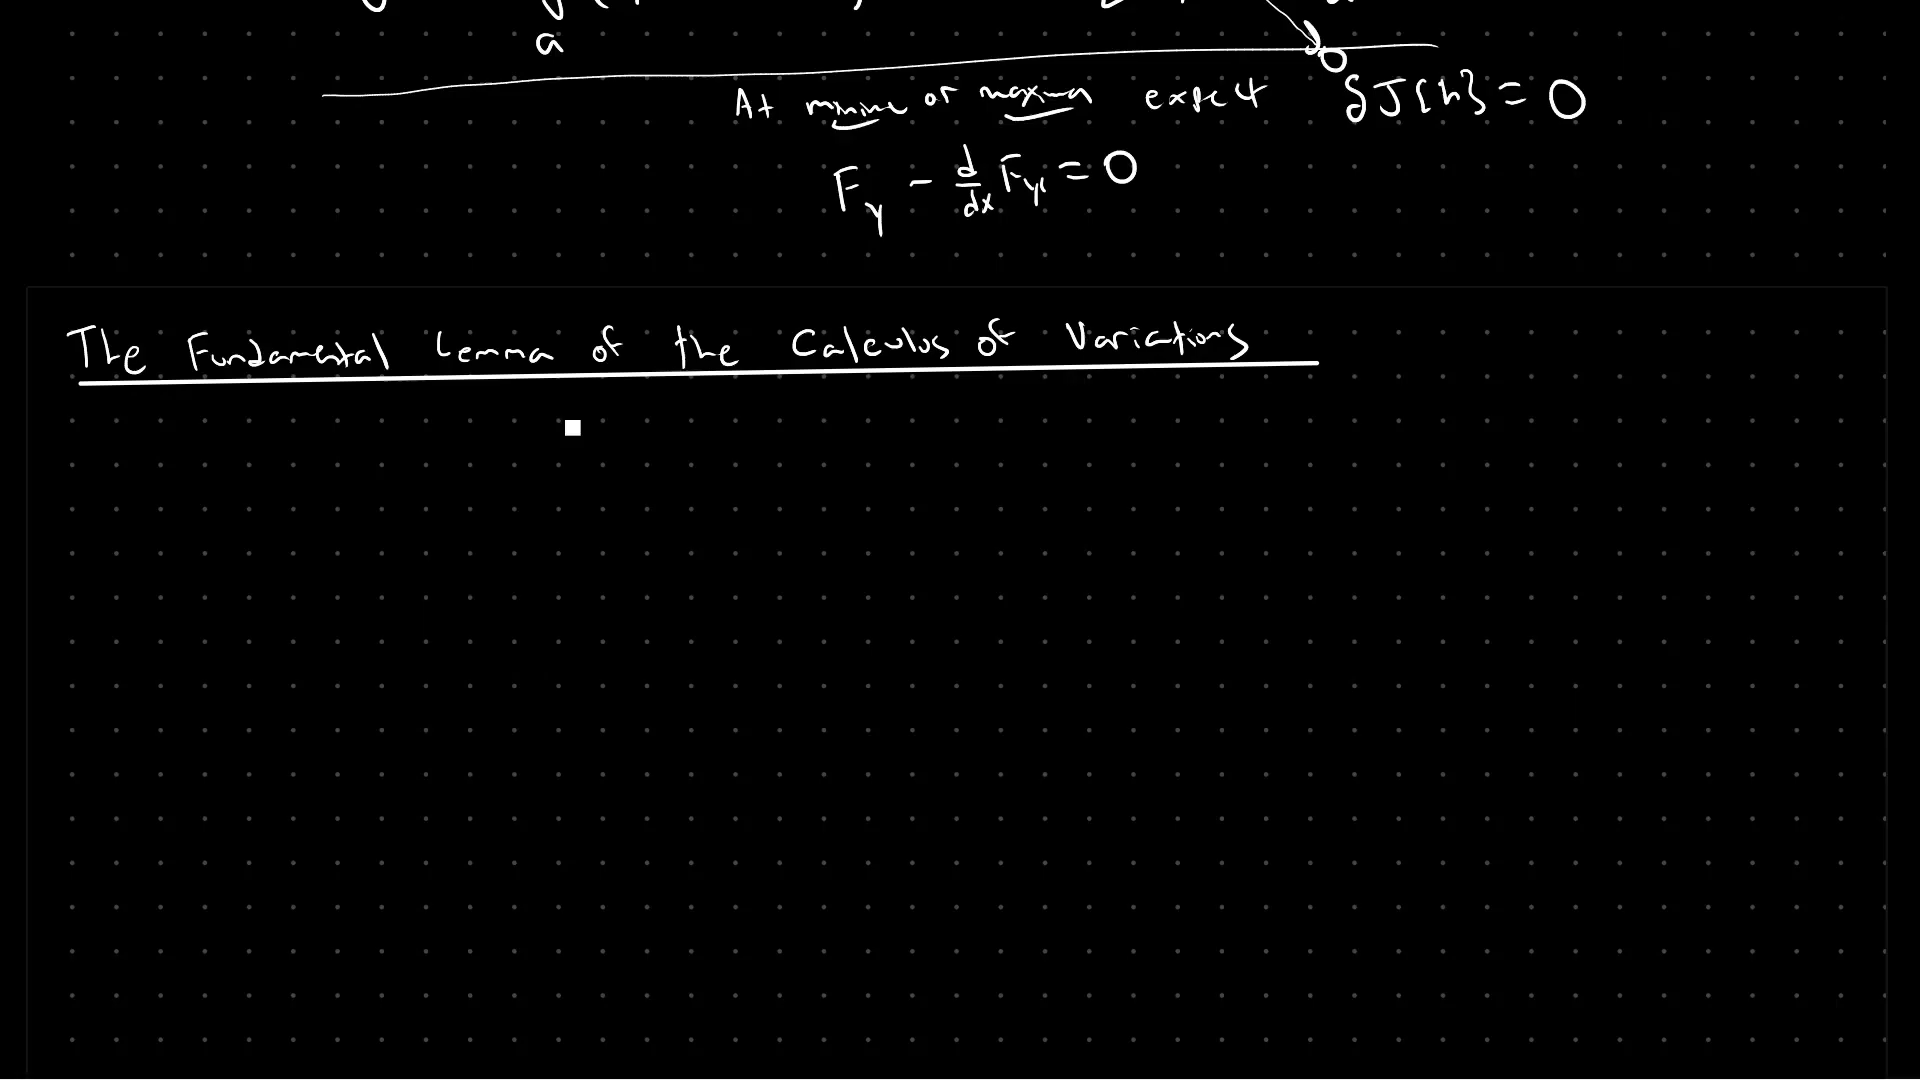 a
0
At minima or maxima expect δJ[h] = 0
F_y - d/dx F_y' = 0
The Fundamental Lemma of the Calculus of Variations